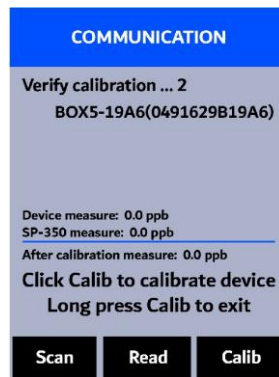 COMMUNICATION
Verify calibration ... 2
BOX5-19A6(0491629B19A6)
Device measure: 0.0 ppb
SP-350 measure: 0.0 ppb
After calibration measure: 0.0 ppb
Click Calib to calibrate device
Long press Calib to exit
Scan Read Calib